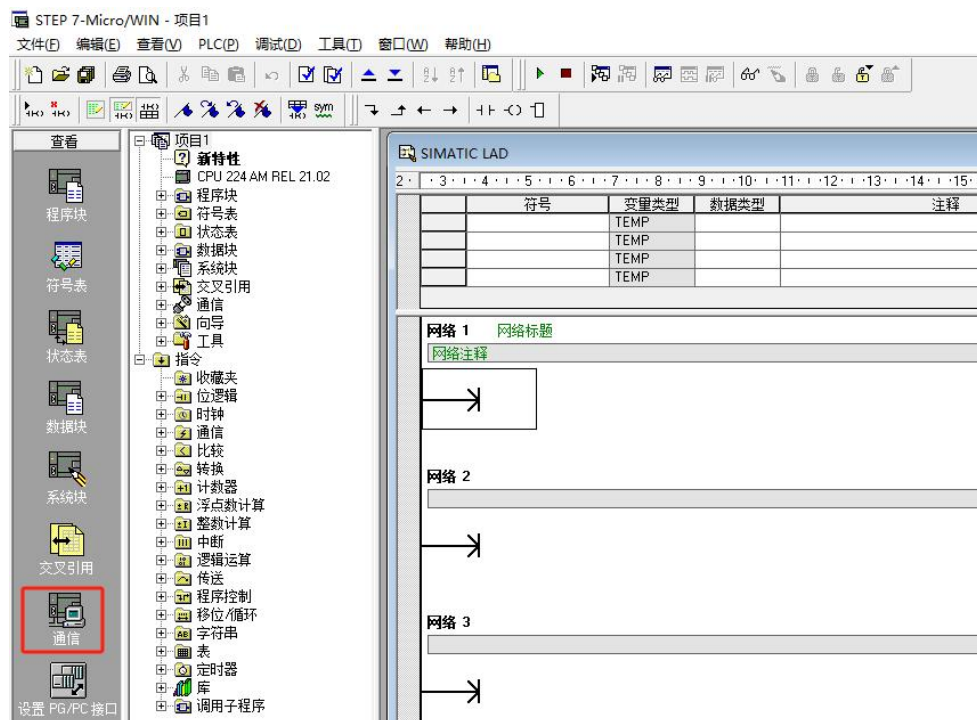 STEP 7-Micro/WIN - 项目1
文件(F) 编辑(E) 查看(V) PLC(P) 调试(D) 工具(T) 窗口(W) 帮助(H)
sym
查看
程序块
符号表
状态表
数据块
系统块
交叉引用
通信
设置 PG/PC 接口
项目1
新特性
CPU 224 AM REL 21.02
程序块
符号表
状态表
数据块
系统块
交叉引用
通信
向导
工具
指令
收藏夹
位逻辑
时钟
通信
比较
转换
计数器
浮点数计算
整数计算
中断
逻辑运算
传送
程序控制
移位/循环
字符串
表
定时器
库
调用子程序
SIMATIC LAD
2 · 3 · 4 · 5 · 6 · 7 · 8 · 9 · 10 · 11 · 12 · 13 · 14 · 15
符号 变量类型 数据类型 注释
TEMP
TEMP
TEMP
TEMP
网络 1 网络标题
网络注释
网络 2
网络 3